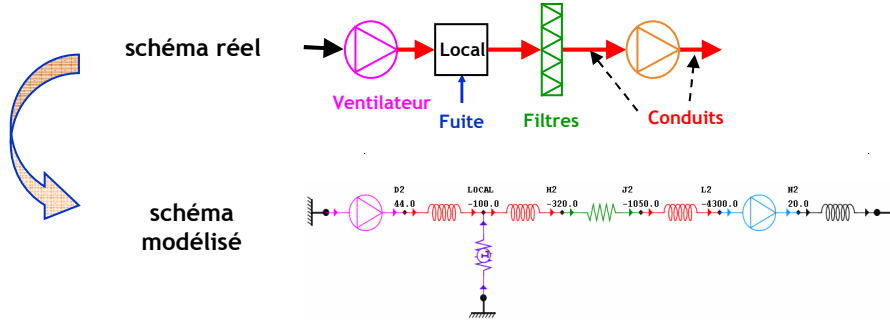 schéma réel
Local
Ventilateur
Fuite
Filtres
Conduits
schéma
modélisé
D2 LOCAL H2 J2 L2 N2
44.0 -100.0 -320.0 -1050.0 -4300.0 20.0